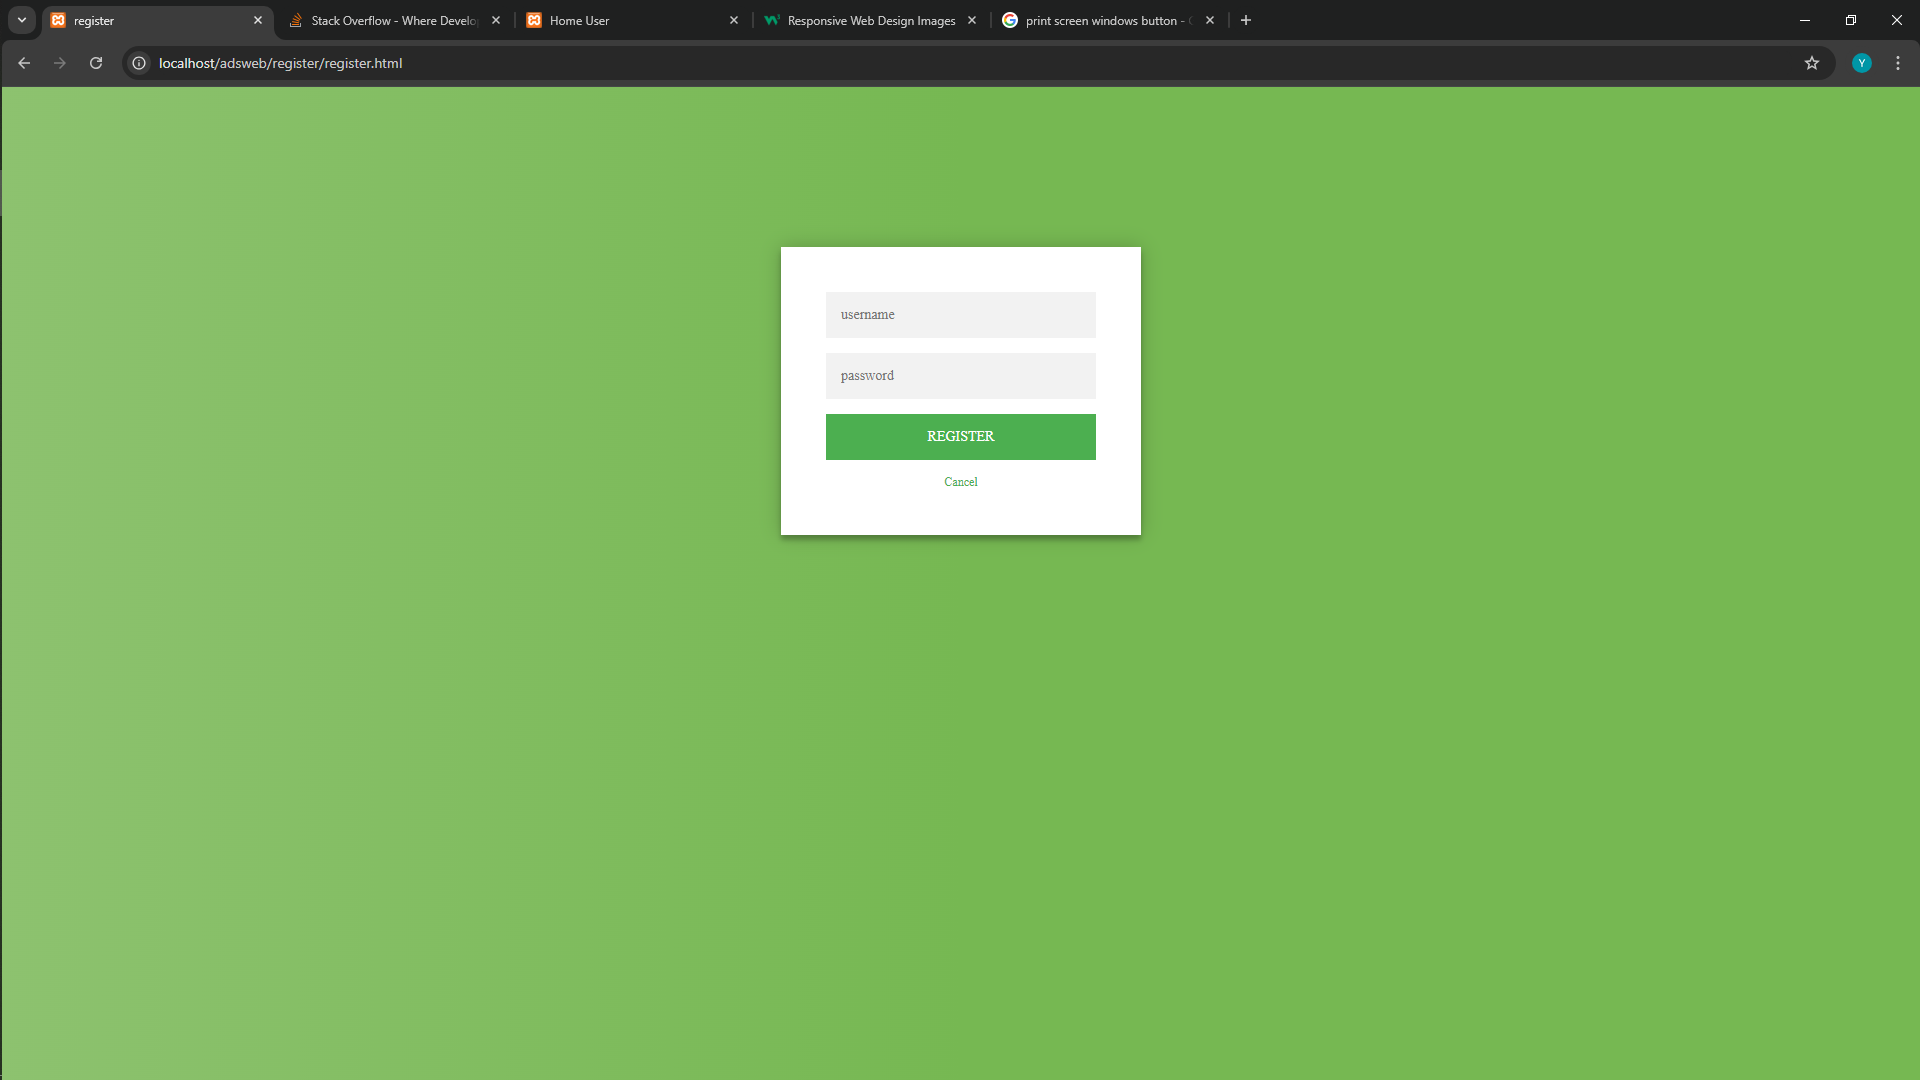 register
Stack Overflow - Where Develo
Home User
Responsive Web Design Images
print screen windows button -
localhost/adsweb/register/register.html
Y
username
password
REGISTER
Cancel